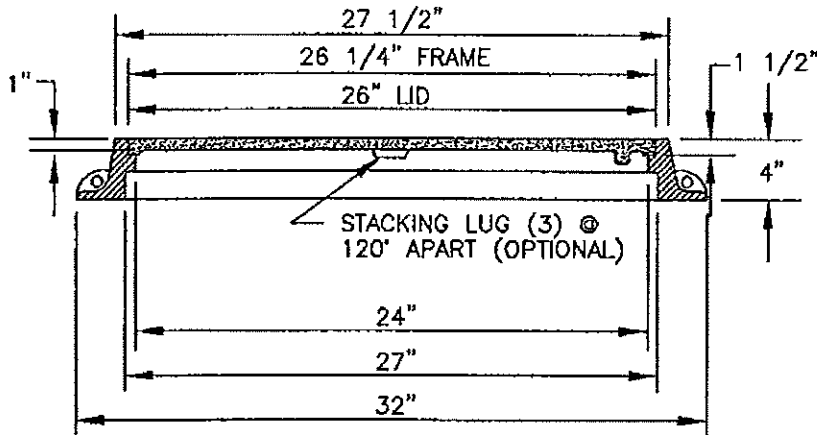 27 1/2"
26 1/4" FRAME
1 1/2"
1"
26" LID
4"
STACKING LUG (3) @
120° APART (OPTIONAL)
24"
27"
32"